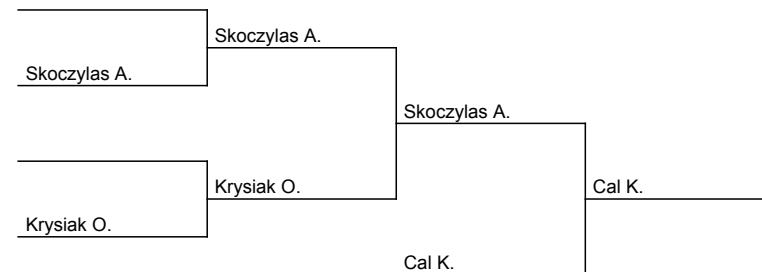 Skoczylas A.
Skoczylas A.
Skoczylas A.
Krysiak O.
Cal K.
Krysiak O.
Cal K.